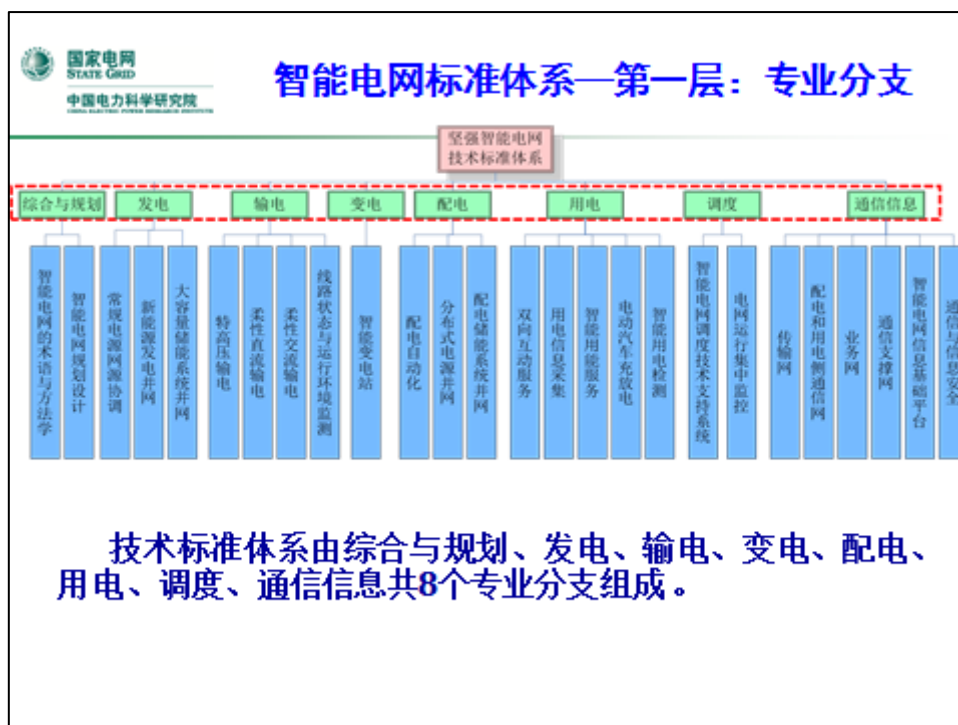 国家电网
STATE GRID
中国电力科学研究院
CHINA ELECTRIC POWER RESEARCH INSTITUTE
智能电网标准体系—第一层：专业分支
坚强智能电网
技术标准体系
综合与规划
发电
输电
变电
配电
用电
调度
通信信息
智能电网的术语与方法学
智能电网规划设计
常规电源网源协调
新能源发电并网
大容量储能系统并网
特高压输电
柔性直流输电
柔性交流输电
线路状态与运行环境监测
智能变电站
配电自动化
分布式电源并网
配电储能系统并网
双向互动服务
用电信息采集
智能用能服务
电动汽车充放电
智能用电检测
智能电网调度技术支持系统
电网运行集中监控
传输网
配电和用电侧通信网
业务网
通信支撑网
智能电网信息基础平台
通信与信息安全
技术标准体系由综合与规划、发电、输电、变电、配电、
用电、调度、通信信息共8个专业分支组成。